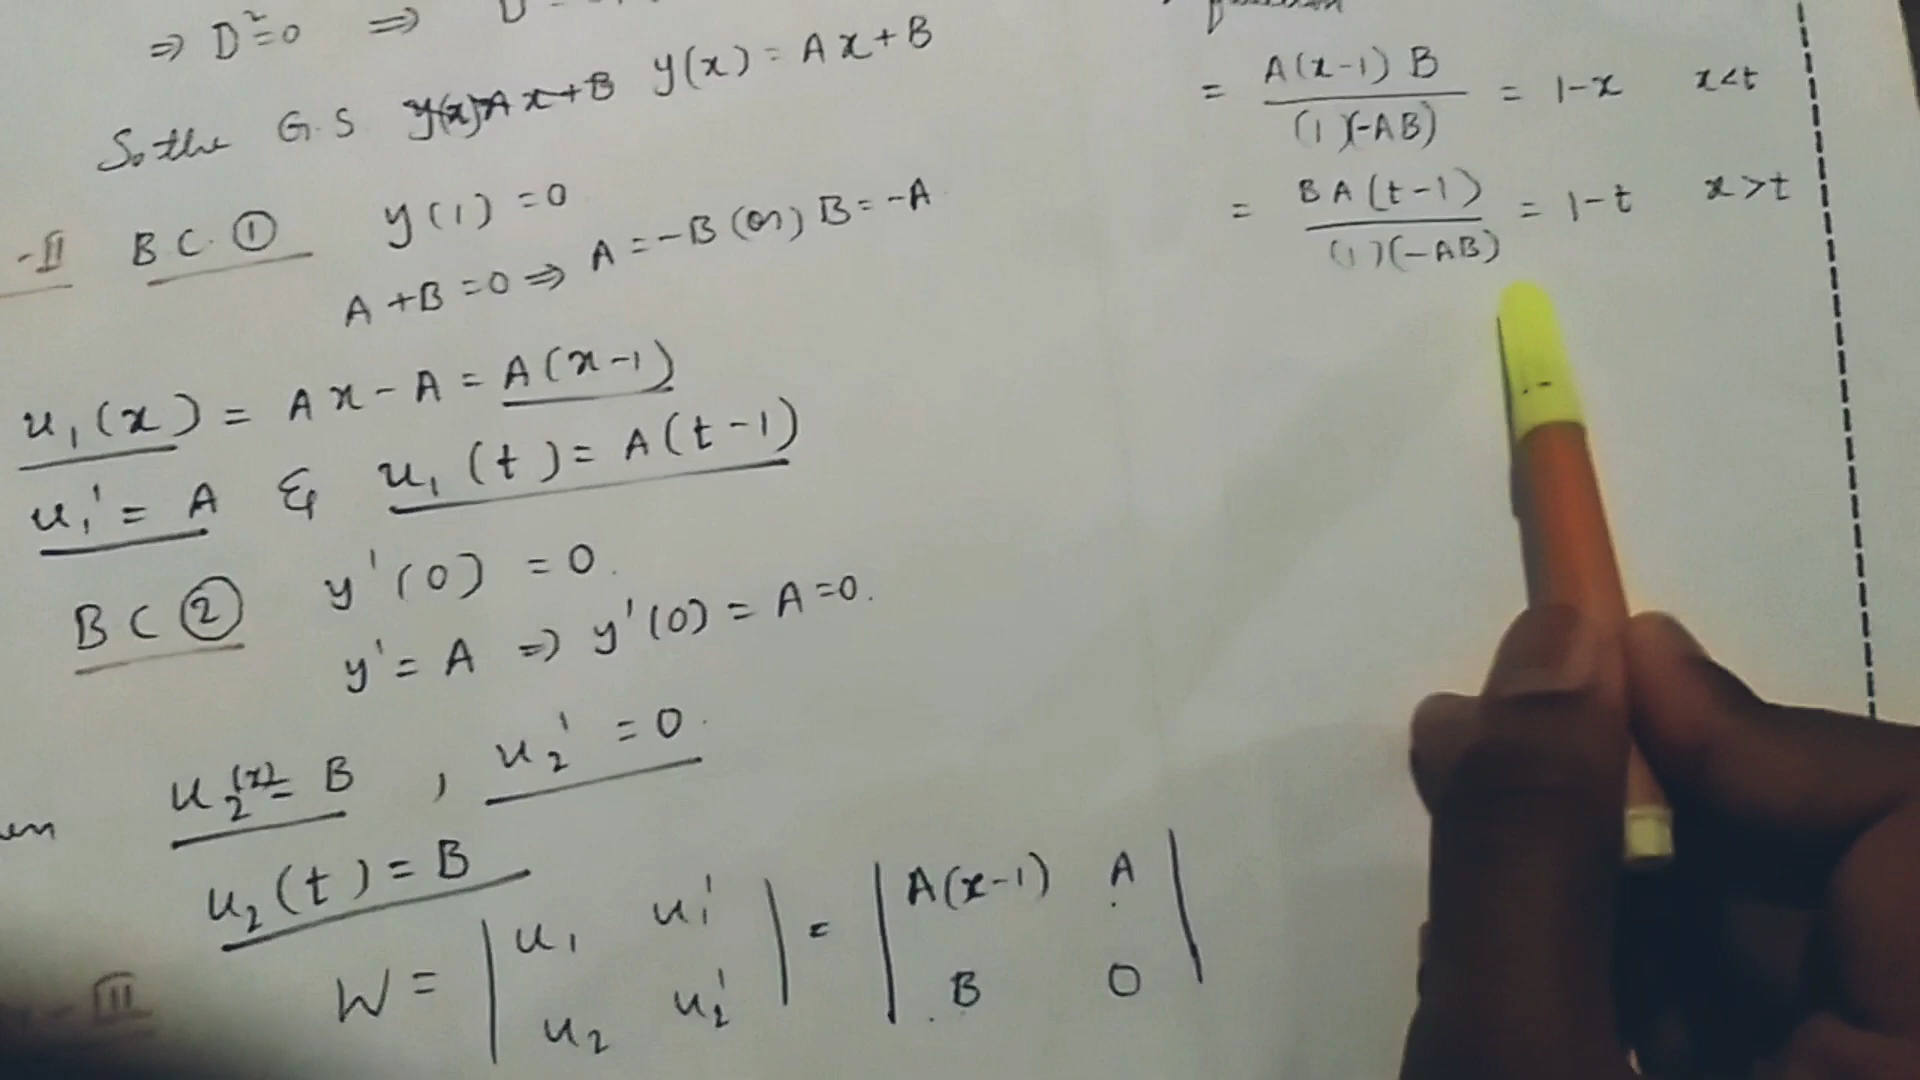 ⇒ D²=0 ⇒
So the G.S y(x)=Ax+B y(x) = Ax+B
-II BC. ① y(1) = 0
A+B=0 ⇒ A = -B (or) B = -A
u₁(x) = Ax-A = A(x-1)
u₁' = A & u₁(t) = A(t-1)
BC ② y'(0) = 0.
y' = A ⇒ y'(0) = A = 0.
u₂(x) = B , u₂' = 0.
u₂(t) = B
W = | u₁ u₁' | = | A(x-1) A |
| u₂ u₂' | | B 0 |
III
= A(x-1) B / (1)(-AB) = 1-x x<t
= BA(t-1) / (1)(-AB) = 1-t x>t